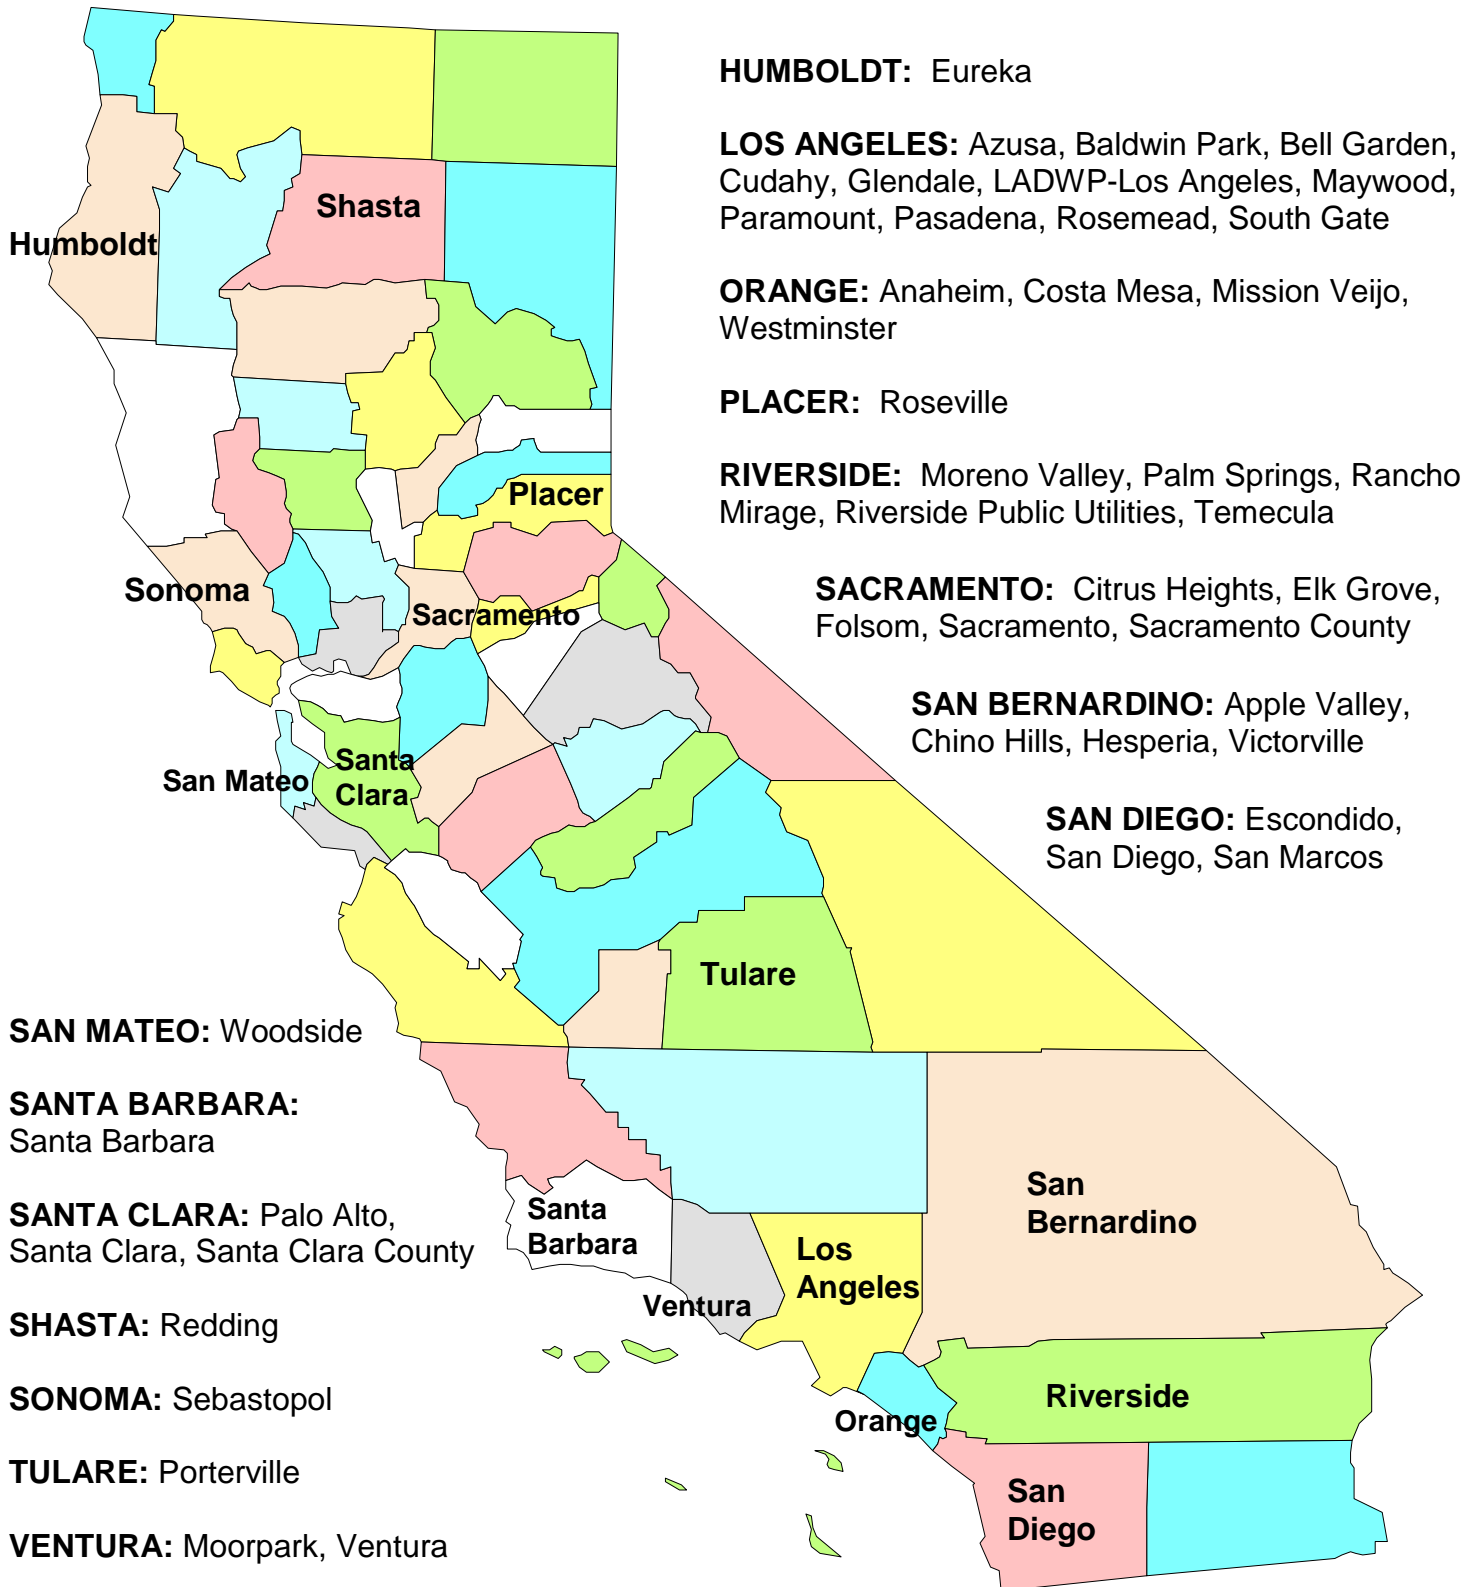 HUMBOLDT: Eureka
LOS ANGELES: Azusa, Baldwin Park, Bell Garden,
Cudahy, Glendale, LADWP-Los Angeles, Maywood,
Paramount, Pasadena, Rosemead, South Gate
ORANGE: Anaheim, Costa Mesa, Mission Veijo,
Westminster
PLACER: Roseville
RIVERSIDE: Moreno Valley, Palm Springs, Rancho
Mirage, Riverside Public Utilities, Temecula
SACRAMENTO: Citrus Heights, Elk Grove,
Folsom, Sacramento, Sacramento County
SAN BERNARDINO: Apple Valley,
Chino Hills, Hesperia, Victorville
SAN DIEGO: Escondido,
San Diego, San Marcos
SAN MATEO: Woodside
SANTA BARBARA:
Santa Barbara
SANTA CLARA: Palo Alto,
Santa Clara, Santa Clara County
SHASTA: Redding
SONOMA: Sebastopol
TULARE: Porterville
VENTURA: Moorpark, Ventura
Shasta
Humboldt
Placer
Sonoma
Sacramento
Santa
Clara
San Mateo
Tulare
San
Bernardino
Santa
Barbara
Los
Angeles
Ventura
Riverside
Orange
San
Diego